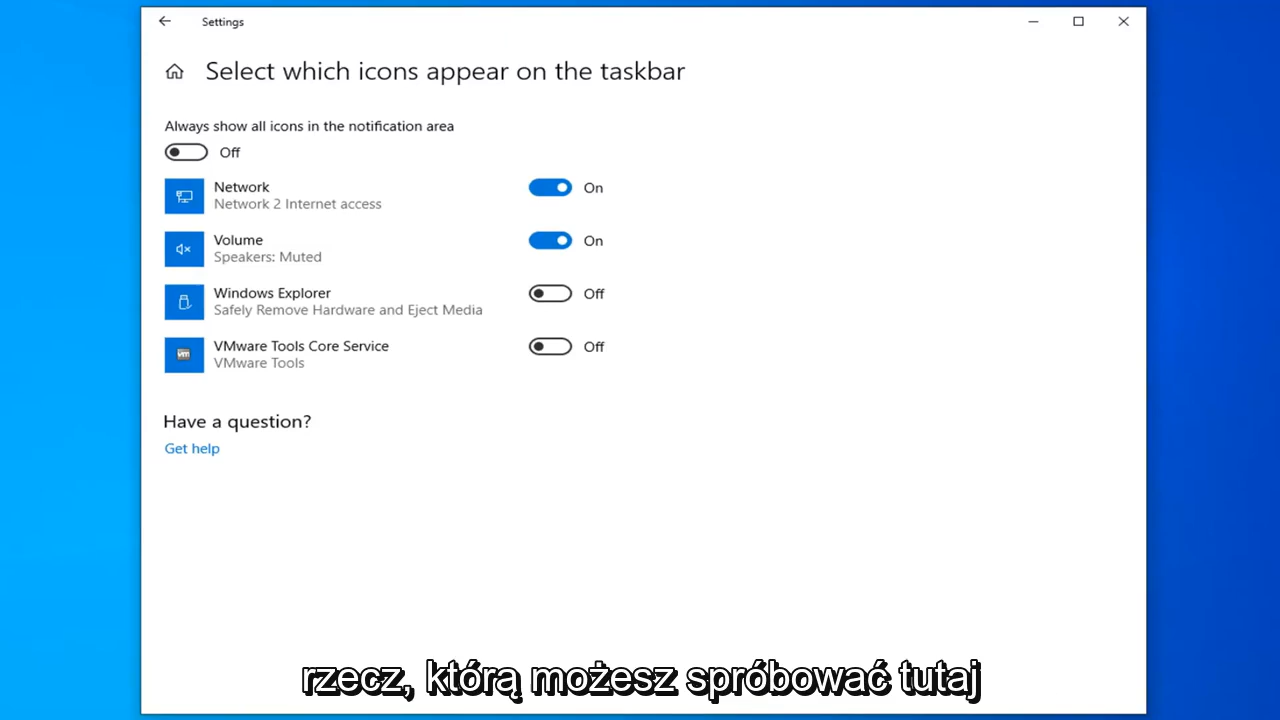 Settings
Select which icons appear on the taskbar
Always show all icons in the notification area
Off
Network
Network 2 Internet access
On
Volume
Speakers: Muted
On
Windows Explorer
Safely Remove Hardware and Eject Media
Off
vm
VMware Tools Core Service
VMware Tools
Off
Have a question?
Get help
rzecz, którą możesz spróbować tutaj